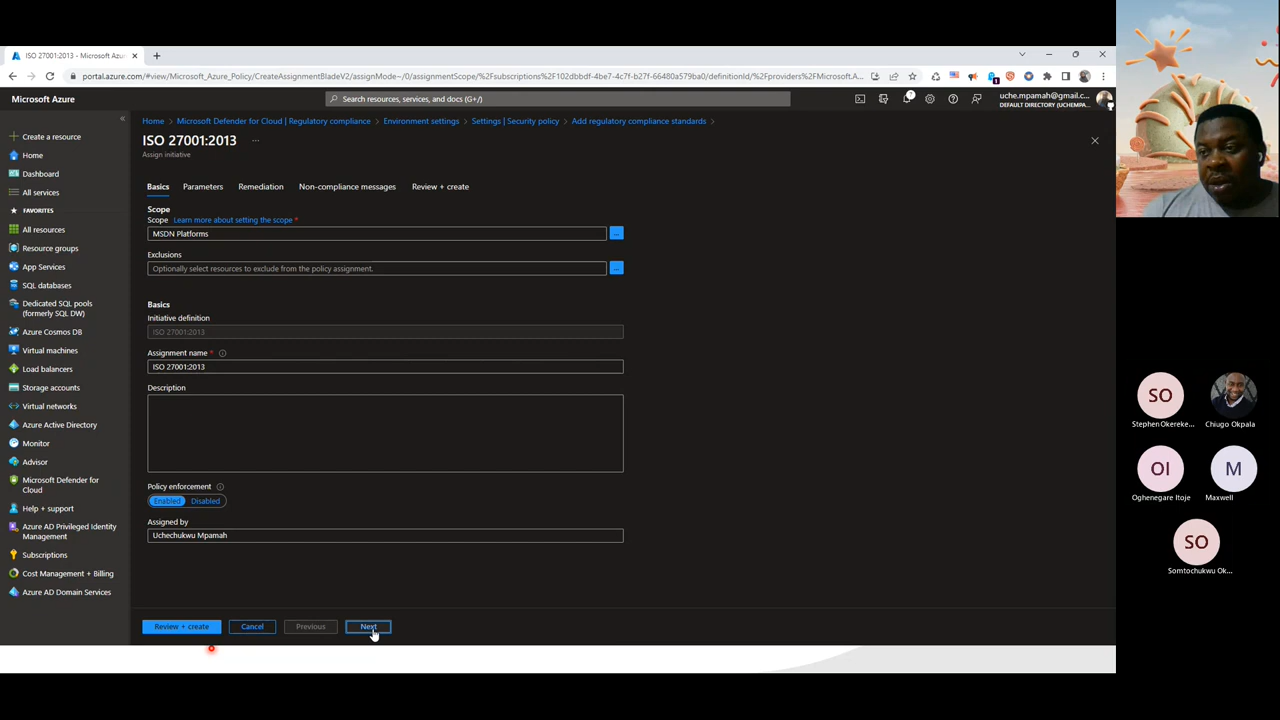 ISO 27001:2013 - Microsoft Azur
portal.azure.com/#view/Microsoft_Azure_Policy/CreateAssignmentBladeV2/assignMode~/0/assignmentScope/%2Fsubscriptions%2F102dbbdf-4be7-4c7f-b27f-66480a579ba0/definitionId/%2Fproviders%2FMicrosoft.A...
Microsoft Azure
Search resources, services, and docs (G+/)
1
uche.mpamah@gmail.c...
DEFAULT DIRECTORY (UCHEMPA...
Create a resource
Home
Dashboard
All services
FAVORITES
All resources
Resource groups
App Services
SQL databases
Dedicated SQL pools
(formerly SQL DW)
Azure Cosmos DB
Virtual machines
Load balancers
Storage accounts
Virtual networks
Azure Active Directory
Monitor
Advisor
Microsoft Defender for
Cloud
Help + support
Azure AD Privileged Identity
Management
Subscriptions
Cost Management + Billing
Azure AD Domain Services
Home > Microsoft Defender for Cloud | Regulatory compliance > Environment settings > Settings | Security policy > Add regulatory compliance standards >
ISO 27001:2013 ...
Assign initiative
Basics Parameters Remediation Non-compliance messages Review + create
Scope
Scope Learn more about setting the scope *
MSDN Platforms
...
Exclusions
Optionally select resources to exclude from the policy assignment.
...
Basics
Initiative definition
ISO 27001:2013
Assignment name *
ISO 27001:2013
Description
Policy enforcement
Enabled Disabled
Assigned by
Uchechukwu Mpamah
Review + create Cancel Previous Next
SO
Stephen Okereke...
Chiugo Okpala
OI
Oghenegare Itoje
M
Maxwell
SO
Somtochukwu Ok...